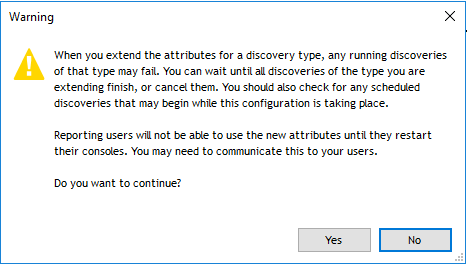 Warning
When you extend the attributes for a discovery type, any running discoveries
of that type may fail. You can wait until all discoveries of the type you are
extending finish, or cancel them. You should also check for any scheduled
discoveries that may begin while this configuration is taking place.
Reporting users will not be able to use the new attributes until they restart
their consoles. You may need to communicate this to your users.
Do you want to continue?
Yes
No